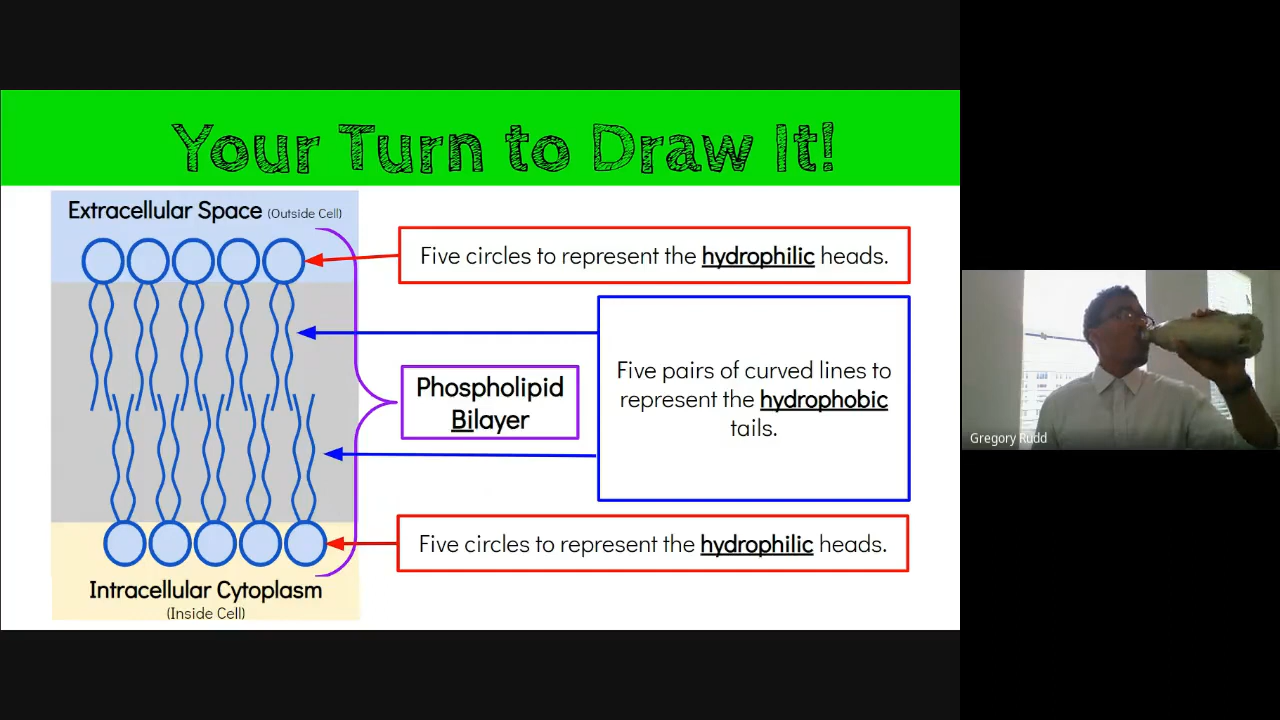 Your Turn to Draw It!
Extracellular Space (Outside Cell)
Five circles to represent the hydrophilic heads.
Five pairs of curved lines to
represent the hydrophobic
tails.
Phospholipid
Bilayer
Five circles to represent the hydrophilic heads.
Intracellular Cytoplasm
(Inside Cell)
Gregory Rudd